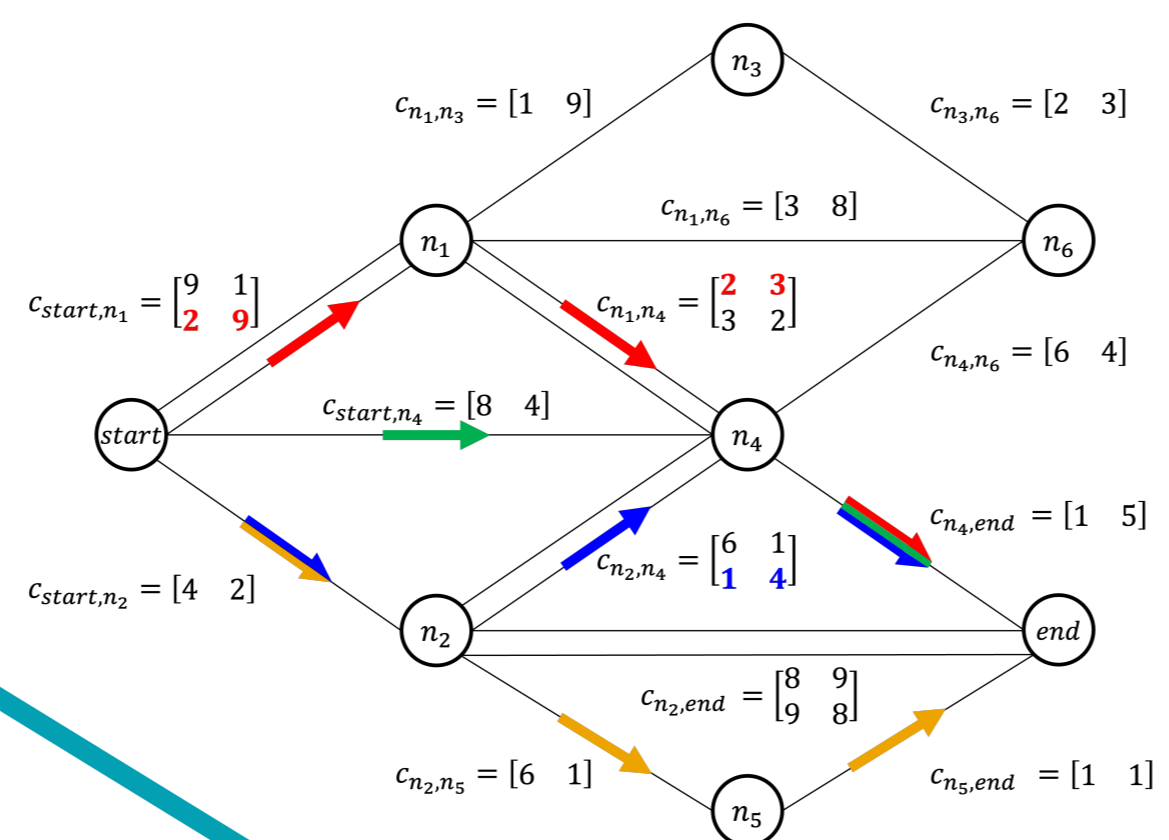 n₃
c_{n₁,n₃} = [1 9]
c_{n₃,n₆} = [2 3]
c_{n₁,n₆} = [3 8]
n₁
n₆
c_{start,n₁} = [9 1
2 9]
c_{n₁,n₄} = [2 3
3 2]
c_{n₄,n₆} = [6 4]
c_{start,n₄} = [8 4]
start
n₄
c_{n₄,end} = [1 5]
c_{n₂,n₄} = [6 1
1 4]
c_{start,n₂} = [4 2]
n₂
end
c_{n₂,end} = [8 9
9 8]
c_{n₂,n₅} = [6 1]
c_{n₅,end} = [1 1]
n₅